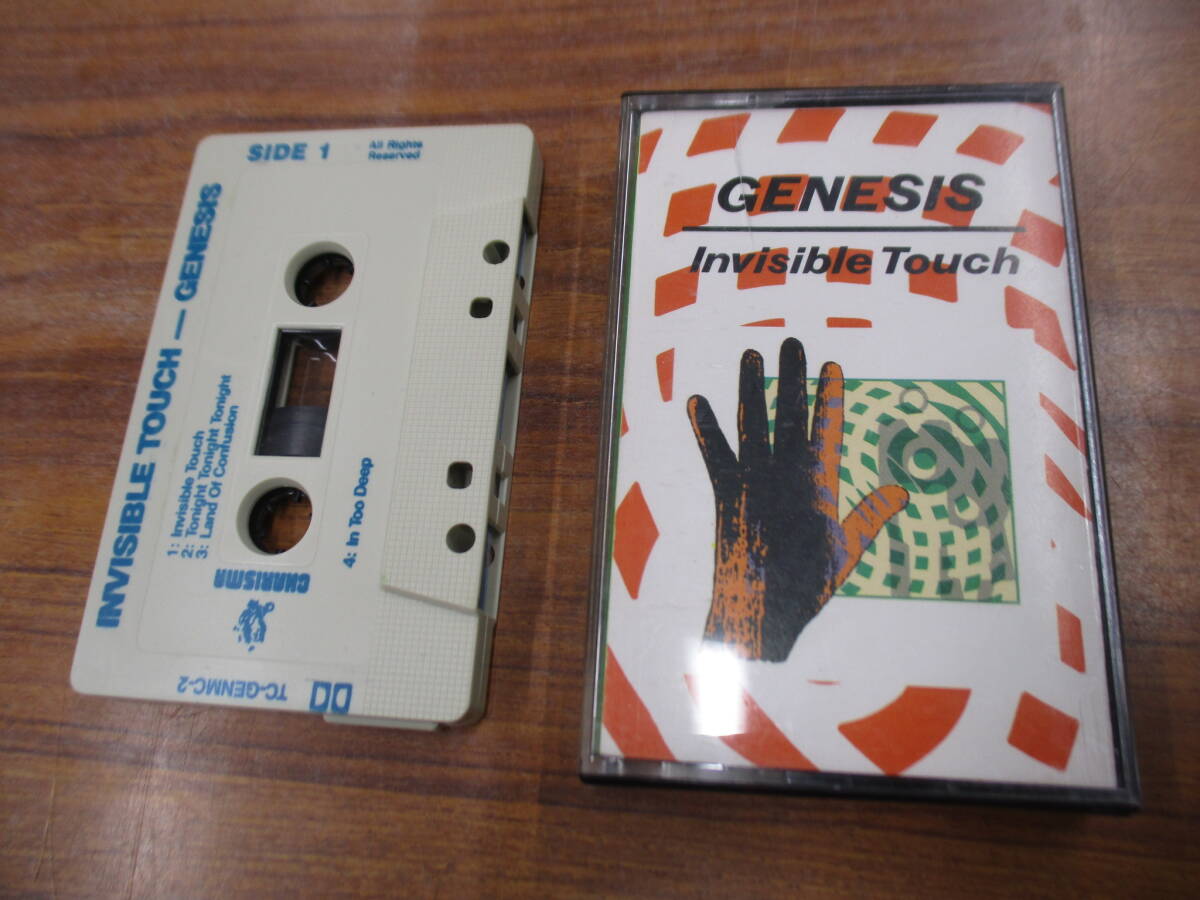 SIDE 1
All Rights
Reserved
INVISIBLE TOUCH — GENESIS
1: Invisible Touch
2: Tonight Tonight Tonight
3: Land Of Confusion
4: In Too Deep
CHARISMA
TC-GENMC-2
GENESIS
Invisible Touch